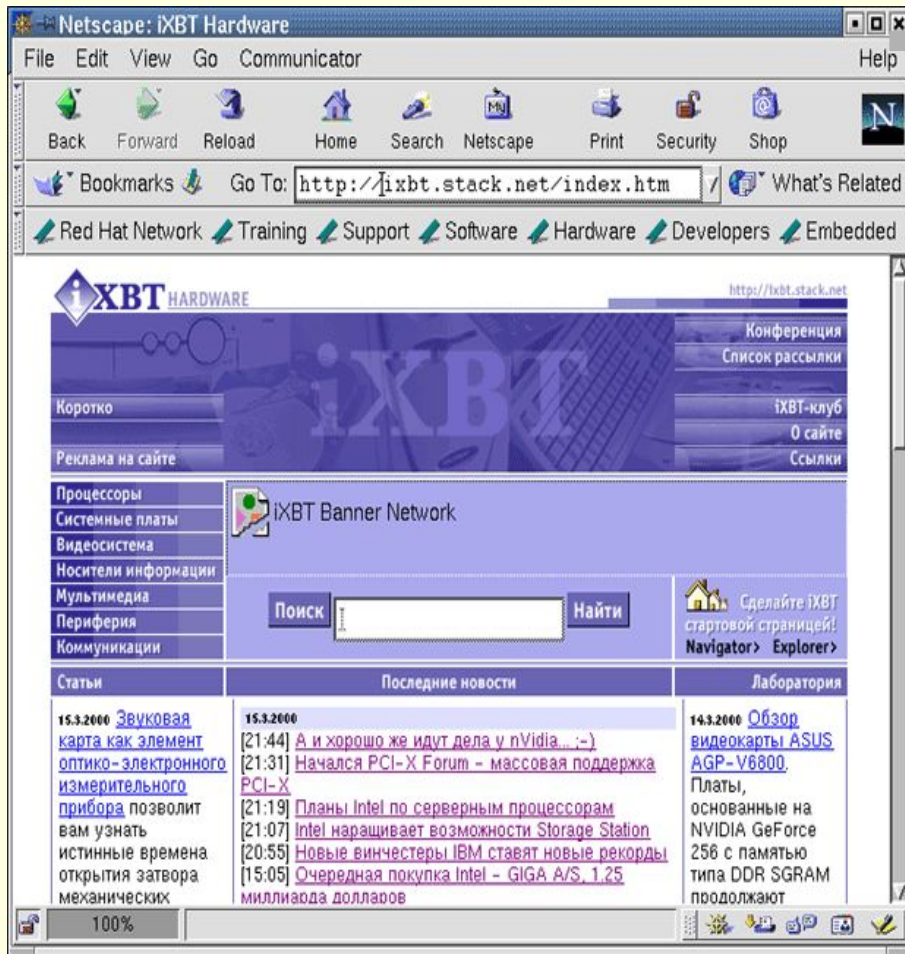 Netscape: iXBT Hardware
File Edit View Go Communicator Help
Back Forward Reload Home Search Netscape Print Security Shop
My
N
Bookmarks Go To: http://ixbt.stack.net/index.htm What's Related
Red Hat Network Training Support Software Hardware Developers Embedded
iXBT HARDWARE
http://ixbt.stack.net
iXBT
Конференция
Список рассылки
Коротко
iXBT-клуб
О сайте
Реклама на сайте
Ссылки
Процессоры
Системные платы
Видеосистема
Носители информации
Мультимедиа
Периферия
Коммуникации
iXBT Banner Network
Поиск
Найти
Сделайте iXBT
стартовой страницей!
Navigator> Explorer>
Статьи
Последние новости
Лаборатория
15.3.2000 Звуковая
карта как элемент
оптико-электронного
измерительного
прибора позволит
вам узнать
истинные времена
открытия затвора
механических
15.3.2000
[21:44] А и хорошо же идут дела у nVidia... ;-)
[21:31] Начался PCI-X Forum - массовая поддержка
PCI-X
[21:19] Планы Intel по серверным процессорам
[21:07] Intel наращивает возможности Storage Station
[20:55] Новые винчестеры IBM ставят новые рекорды
[15:05] Очередная покупка Intel - GIGA A/S, 1.25
миллиарда долларов
14.3.2000 Обзор
видеокарты ASUS
AGP-V6800.
Платы,
основанные на
NVIDIA GeForce
256 с памятью
типа DDR SGRAM
продолжают
100%